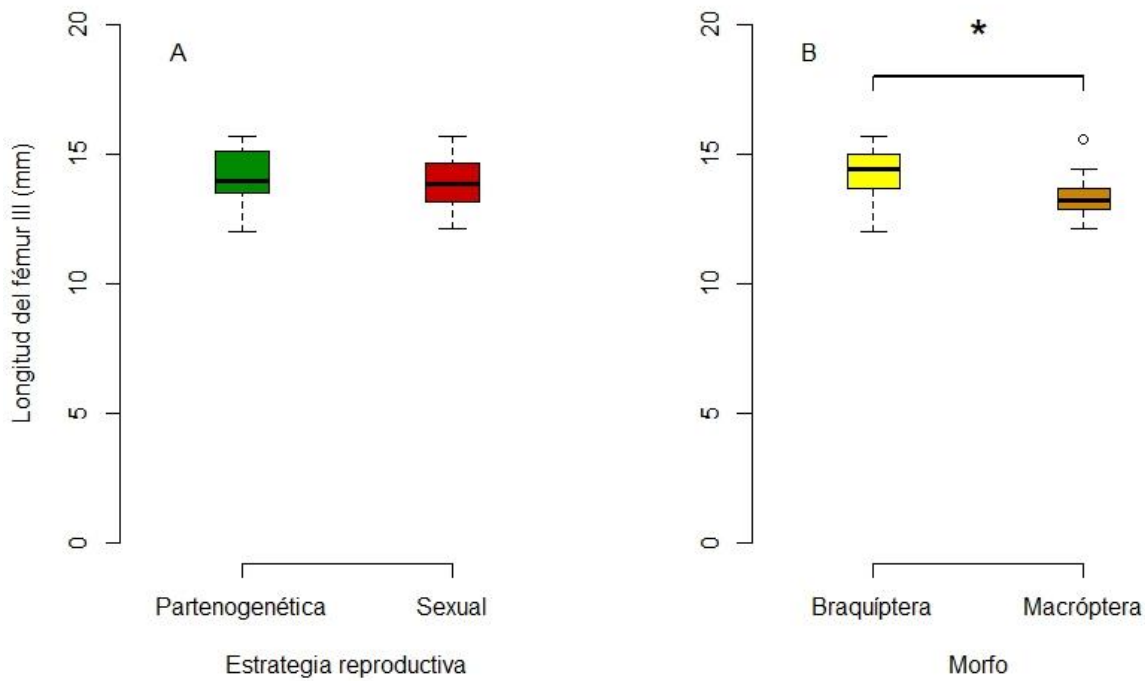 A
Longitud del fémur III (mm)
20
15
10
5
0
Partenogenética
Sexual
Estrategia reproductiva
B
*
20
15
10
5
0
Braquíptera
Macróptera
Morfo